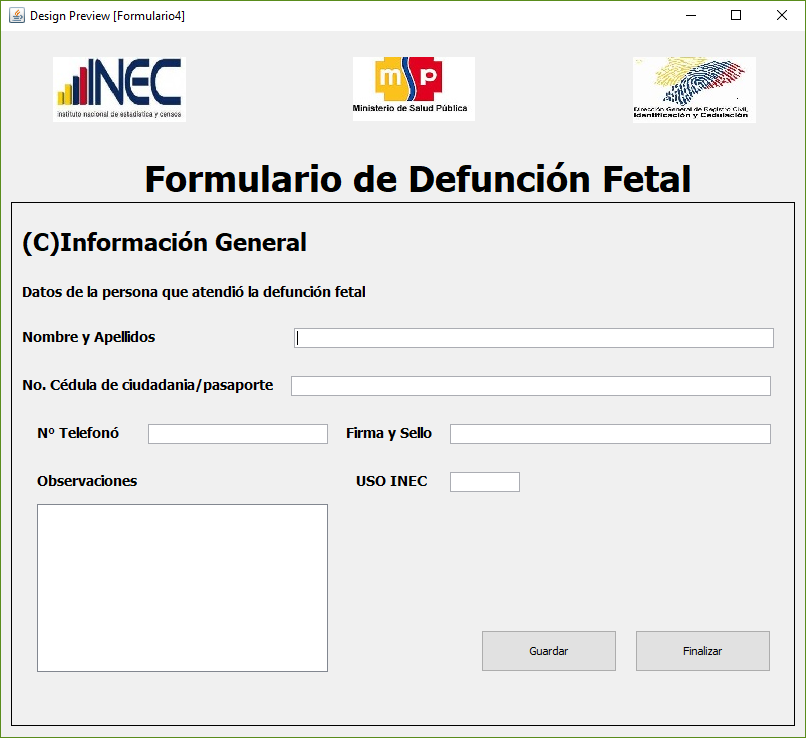 Design Preview [Formulario4]
INEC
instituto nacional de estadística y censos
msp
Ministerio de Salud Pública
Dirección General de Registro Civil,
Identificación y Cedulación
Formulario de Defunción Fetal
(C)Información General
Datos de la persona que atendió la defunción fetal
Nombre y Apellidos
No. Cédula de ciudadania/pasaporte
Nº Telefonó
Firma y Sello
Observaciones
USO INEC
Guardar
Finalizar